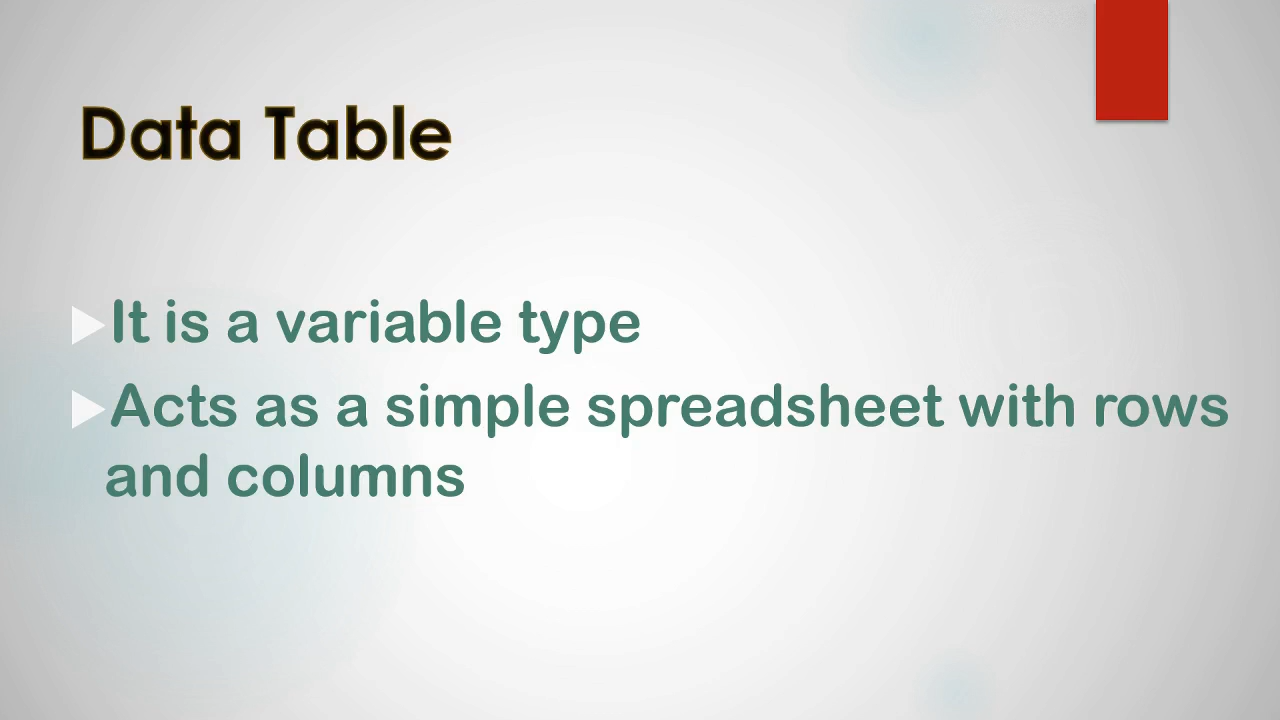 Data Table
It is a variable type
Acts as a simple spreadsheet with rows
and columns